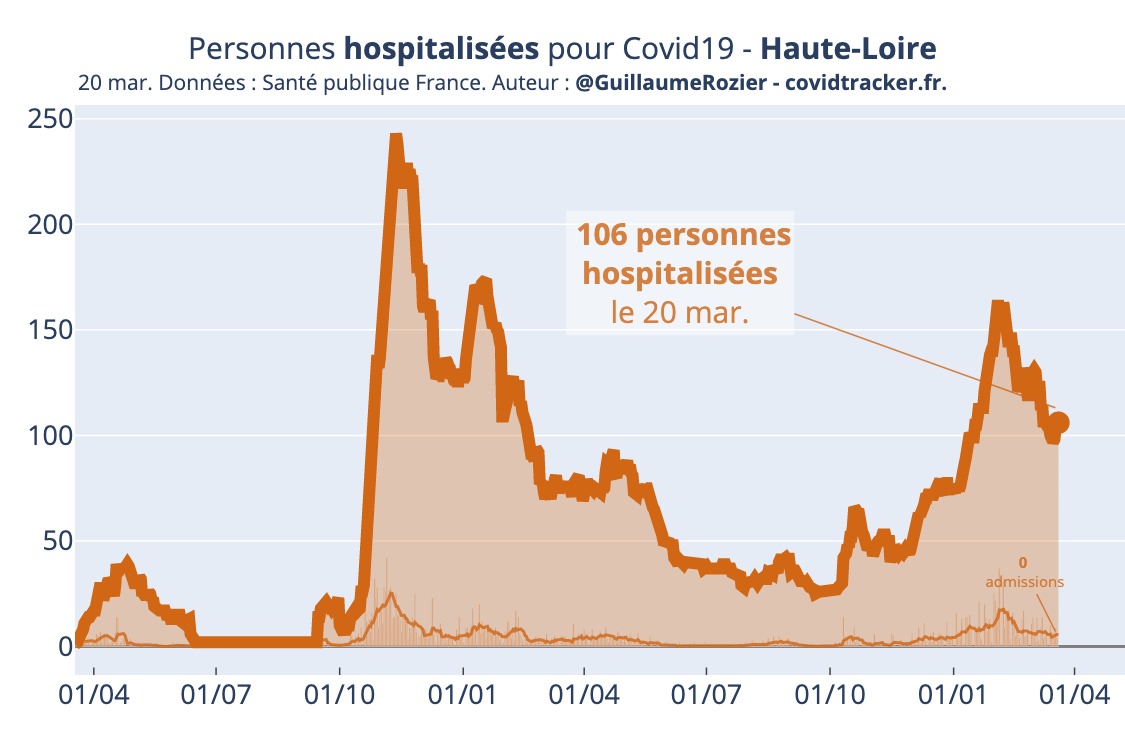 Personnes hospitalisées pour Covid19 - Haute-Loire
20 mar. Données : Santé publique France. Auteur : @GuillaumeRozier - covidtracker.fr.
250
200
150
100
50
0
106 personnes
hospitalisées
le 20 mar.
0
admissions
01/04
01/07
01/10
01/01
01/04
01/07
01/10
01/01
01/04